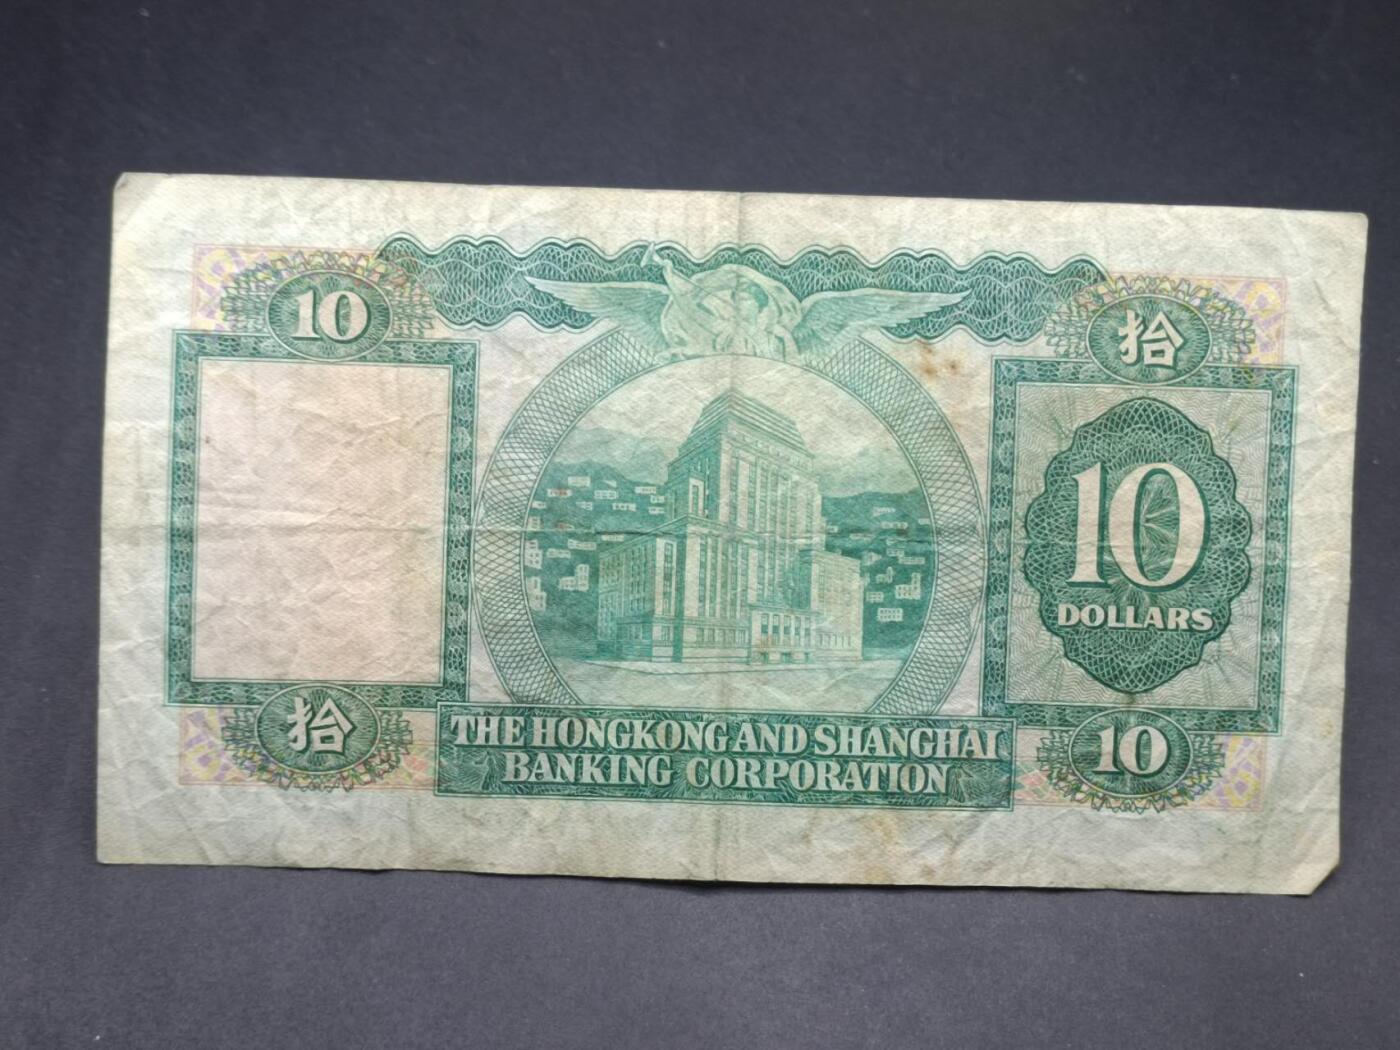 10
拾
10
DOLLARS
拾
THE HONGKONG AND SHANGHAI
BANKING CORPORATION
10